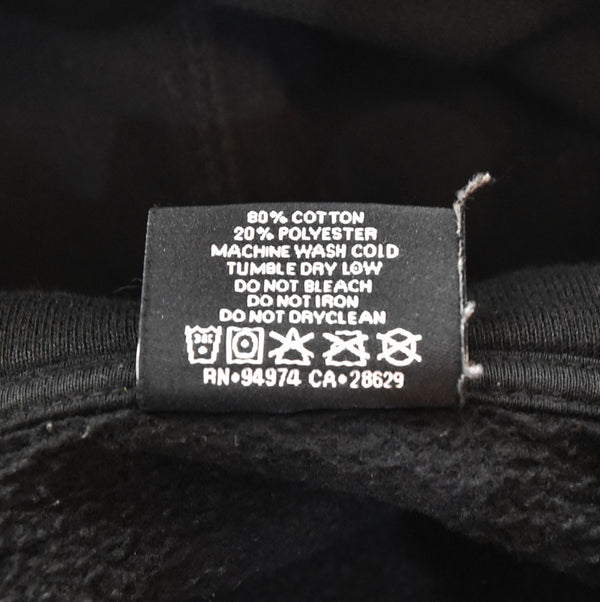 80% COTTON
20% POLYESTER
MACHINE WASH COLD
TUMBLE DRY LOW
DO NOT BLEACH
DO NOT IRON
DO NOT DRYCLEAN
RN•94974 CA•28629